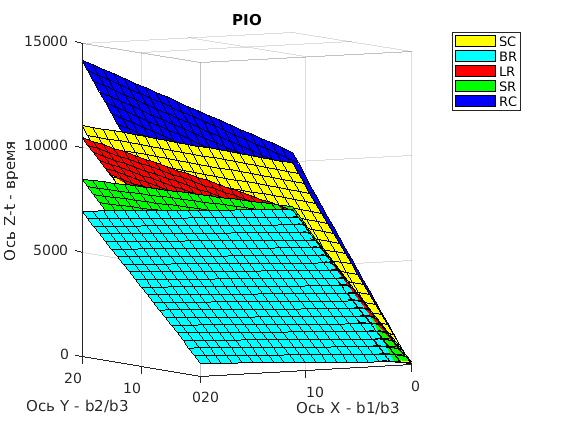 PIO
15000
10000
5000
0
Ось Z-t - время
20
10
020
10
0
Ось Y - b2/b3
Ось X - b1/b3
SC
BR
LR
SR
RC